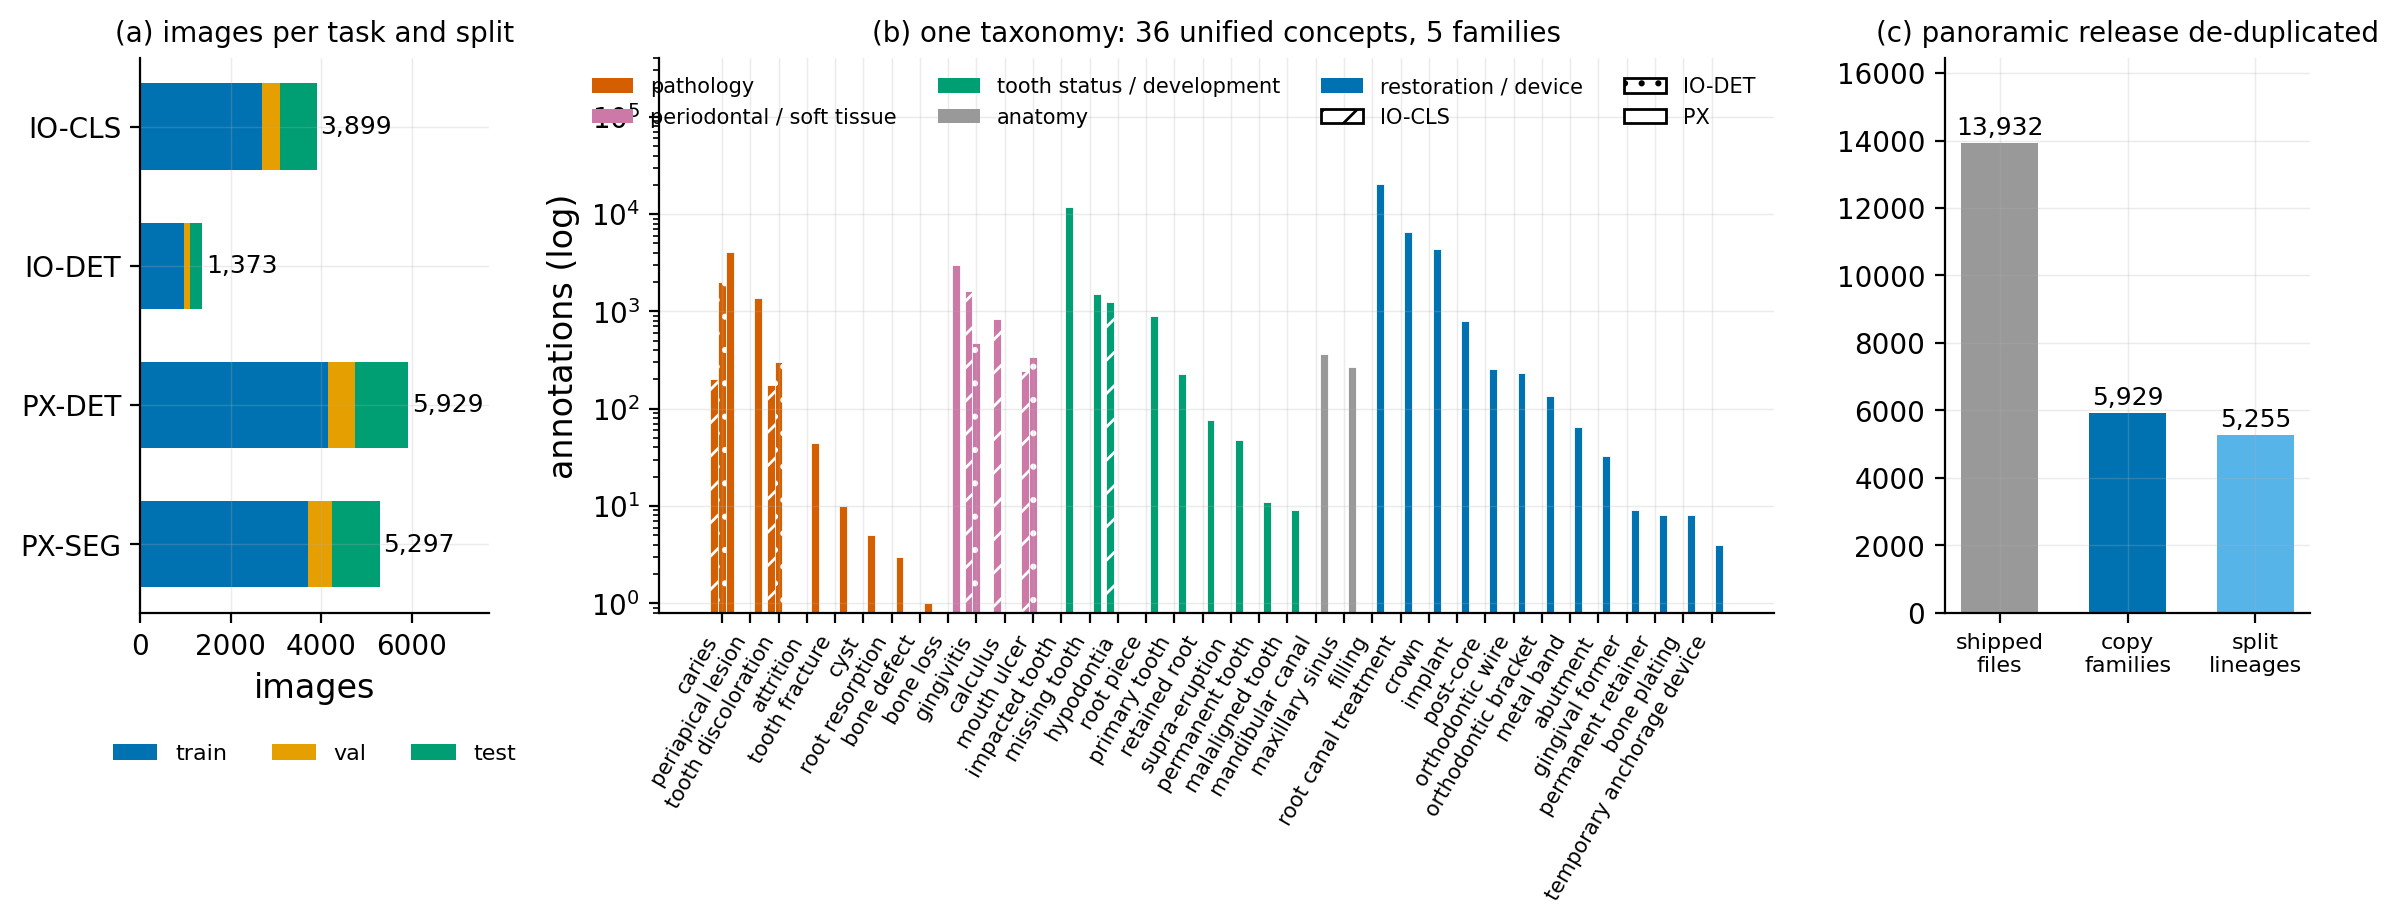 (a) images per task and split
IO-CLS
3,899
IO-DET
1,373
PX-DET
5,929
PX-SEG
5,297
0
2000
4000
6000
images
train
val
test
(b) one taxonomy: 36 unified concepts, 5 families
pathology
periodontal / soft tissue
tooth status / development
anatomy
restoration / device
IO-CLS
IO-DET
PX
annotations (log)
10^5
10^4
10^3
10^2
10^1
10^0
caries
periapical lesion
tooth discoloration
attrition
tooth fracture
cyst
root resorption
bone defect
bone loss
gingivitis
calculus
mouth ulcer
impacted tooth
missing tooth
hypodontia
root piece
primary tooth
retained root
supra-eruption
permanent tooth
malaligned tooth
mandibular canal
maxillary sinus
filling
root canal treatment
crown
implant
post-core
orthodontic wire
orthodontic bracket
metal band
abutment
gingival former
permanent retainer
bone plating
temporary anchorage device
(c) panoramic release de-duplicated
16000
14000
12000
10000
8000
6000
4000
2000
0
13,932
5,929
5,255
shipped
files
copy
families
split
lineages